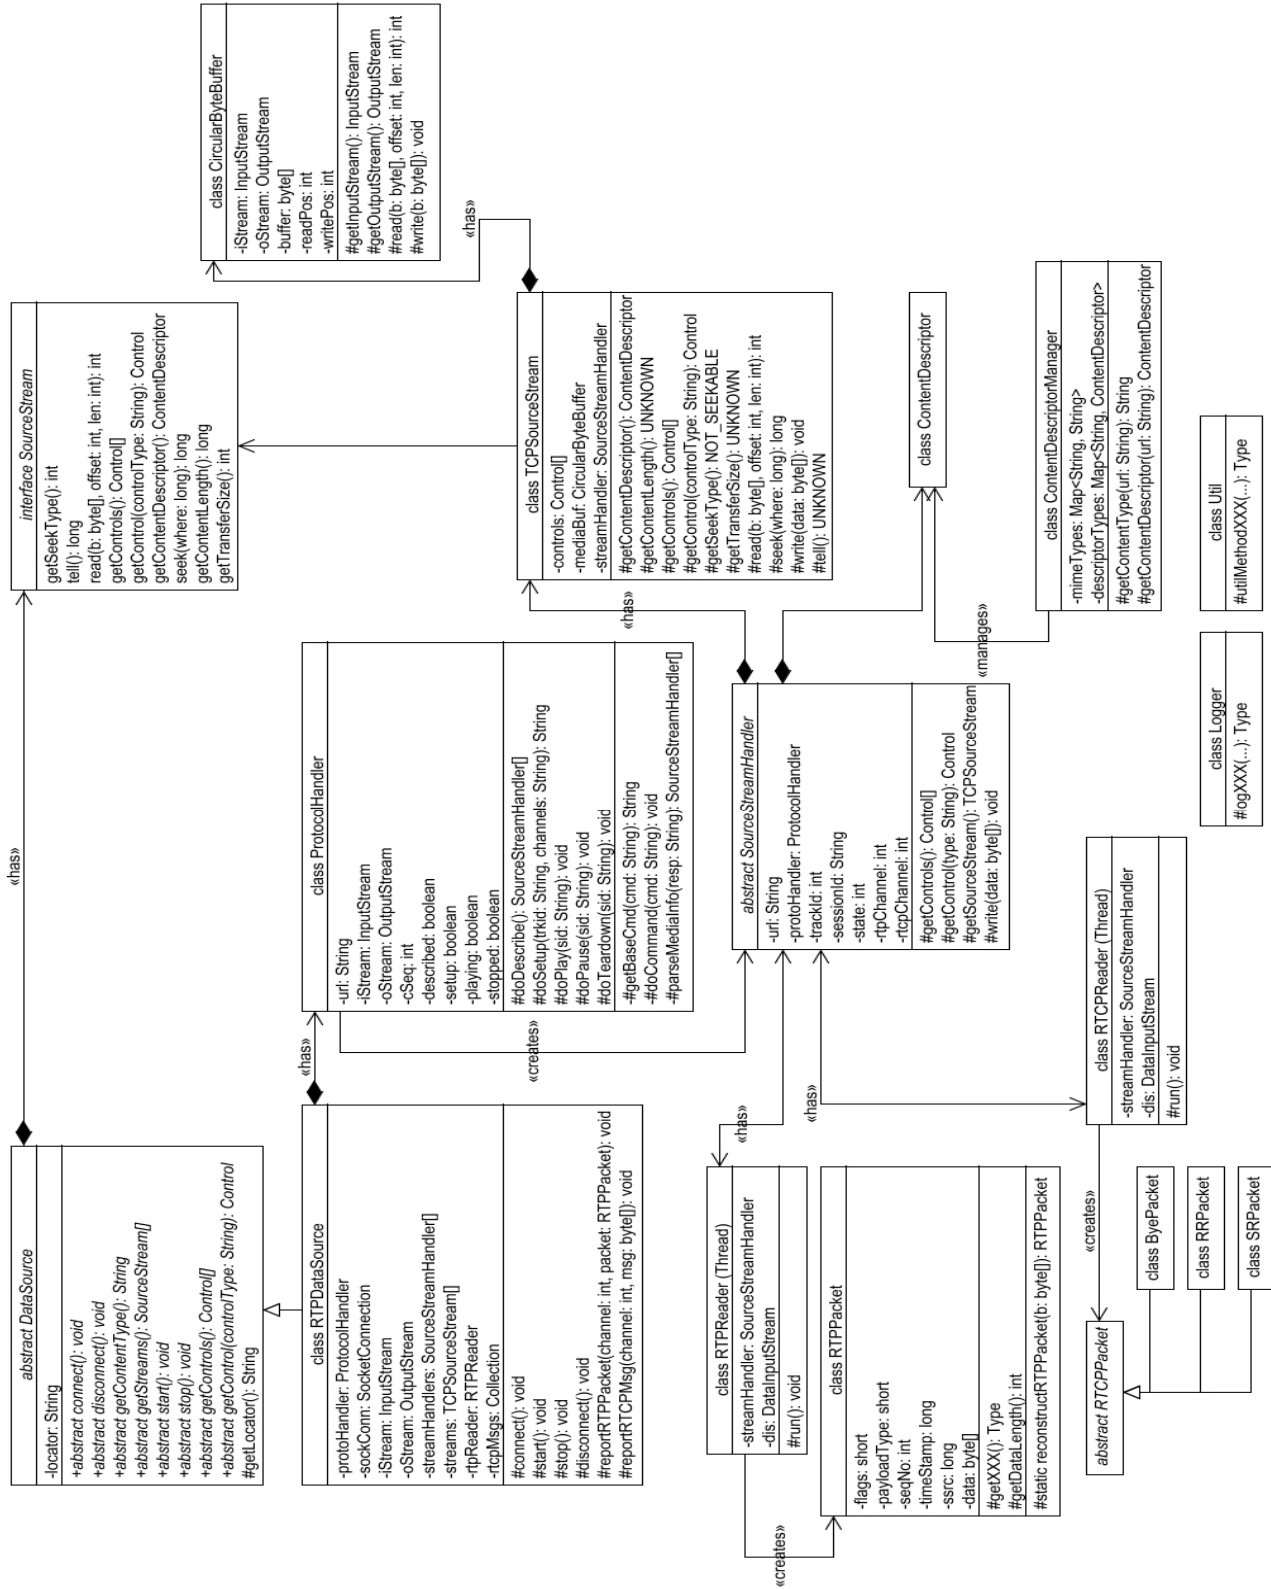 abstract DataSource
-locator: String
+abstract connect(): void
+abstract disconnect(): void
+abstract getContentType(): String
+abstract getStreams(): SourceStream[]
+abstract start(): void
+abstract stop(): void
+abstract getControls(): Control[]
+abstract getControl(controlType: String): Control
#getLocator(): String
«has»
interface SourceStream
getSeekType(): int
tell(): long
read(b: byte[], offset: int, len: int): int
getControls(): Control[]
getControl(controlType: String): Control
getContentDescriptor(): ContentDescriptor
seek(where: long): long
getContentLength(): long
getTransferSize(): int
class CircularByteBuffer
-iStream: InputStream
-oStream: OutputStream
-buffer: byte[]
-readPos: int
-writePos: int
#getInputStream(): InputStream
#getOutputStream(): OutputStream
#read(b: byte[], offset: int, len: int): int
#write(b: byte[]): void
«has»
class RTPDataSource
-protoHandler: ProtocolHandler
-sockConn: SocketConnection
-iStream: InputStream
-oStream: OutputStream
-streamHandlers: SourceStreamHandler[]
-streams: TCPSourceStream[]
-rtpReader: RTPReader
-rtcpMsgs: Collection
#connect(): void
#start(): void
#stop(): void
#disconnect(): void
#reportRTPPacket(channel: int, packet: RTPPacket): void
#reportRTCPMsg(channel: int, msg: byte[]): void
«has»
class ProtocolHandler
-url: String
-iStream: InputStream
-oStream: OutputStream
-cSeq: int
-described: boolean
-setup: boolean
-playing: boolean
-stopped: boolean
#doDescribe(): SourceStreamHandler[]
#doSetup(trkid: String, channels: String): String
#doPlay(sid: String): void
#doPause(sid: String): void
#doTeardown(sid: String): void
-#getBaseCmd(cmd: String): String
-#doCommand(cmd: String): void
-#parseMediaInfo(resp: String): SourceStreamHandler[]
«creates»
class TCPSourceStream
-controls: Control[]
-mediaBuf: CircularByteBuffer
-streamHandler: SourceStreamHandler
#getContentDescriptor(): ContentDescriptor
#getContentLength(): UNKNOWN
#getControls(): Control[]
#getControl(controlType: String): Control
#getSeekType(): NOT_SEEKABLE
#getTransferSize(): UNKNOWN
#read(b: byte[], offset: int, len: int): int
#seek(where: long): long
#write(data: byte[]): void
#tell(): UNKNOWN
«has»
class RTPReader (Thread)
-streamHandler: SourceStreamHandler
-dis: DataInputStream
#run(): void
«has»
«has»
abstract SourceStreamHandler
-url: String
-protoHandler: ProtocolHandler
-trackId: int
-sessionId: String
-state: int
-rtpChannel: int
-rtcpChannel: int
#getControls(): Control[]
#getControl(type: String): Control
#getSourceStream(): TCPSourceStream
#write(data: byte[]): void
class ContentDescriptor
«manages»
class ContentDescriptorManager
-mimeTypes: Map<String, String>
-descriptorTypes: Map<String, ContentDescriptor>
#getContentType(url: String): String
#getContentDescriptor(url: String): ContentDescriptor
«creates»
class RTPPacket
-flags: short
-payloadType: short
-seqNo: int
-timeStamp: long
-ssrc: long
-data: byte[]
#getXXX(): Type
#getDataLength(): int
#static reconstructRTPPacket(b: byte[]): RTPPacket
class RTCPReader (Thread)
-streamHandler: SourceStreamHandler
-dis: DataInputStream
#run(): void
«creates»
abstract RTCPPacket
class ByePacket
class RRPacket
class SRPacket
class Logger
#logXXX(...): Type
class Util
#utilMethodXXX(...): Type